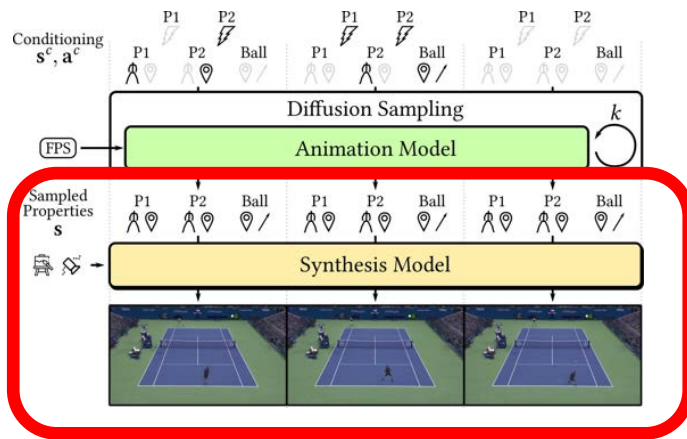 P1 P2 P1 P2 P1 P2
Conditioning
s^c, a^c
P1 P2 Ball P1 P2 Ball P1 P2 Ball
Diffusion Sampling
k
FPS
Animation Model
Sampled
Properties
s
P1 P2 Ball P1 P2 Ball P1 P2 Ball
Synthesis Model